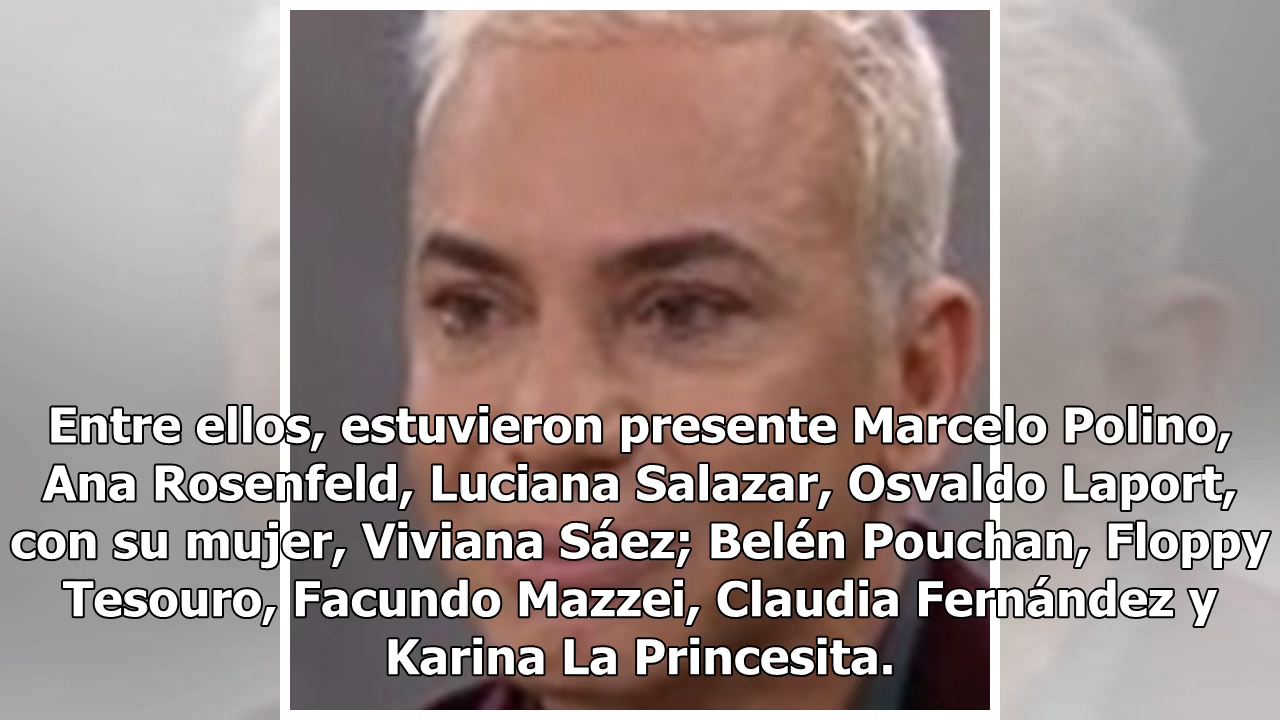 Entre ellos, estuvieron presente Marcelo Polino,
Ana Rosenfeld, Luciana Salazar, Osvaldo Laport,
con su mujer, Viviana Sáez; Belén Pouchan, Floppy
Tesouro, Facundo Mazzei, Claudia Fernández y
Karina La Princesita.